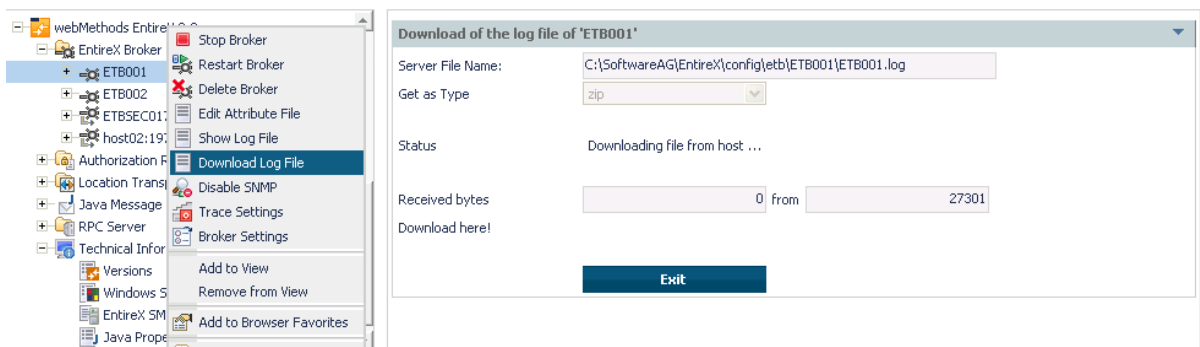 webMethods Entire
EntireX Broker
ETB001
ETB002
ETBSEC017
host02:197
Authorization R
Location Trans
Java Message
RPC Server
Technical Infor
Versions
Windows S
EntireX SM
Java Prope
Stop Broker
Restart Broker
Delete Broker
Edit Attribute File
Show Log File
Download Log File
Disable SNMP
Trace Settings
Broker Settings
Add to View
Remove from View
Add to Browser Favorites
Download of the log file of 'ETB001'
Server File Name: C:\SoftwareAG\EntireX\config\etb\ETB001\ETB001.log
Get as Type zip
Status Downloading file from host ...
Received bytes 0 from 27301
Download here!
Exit